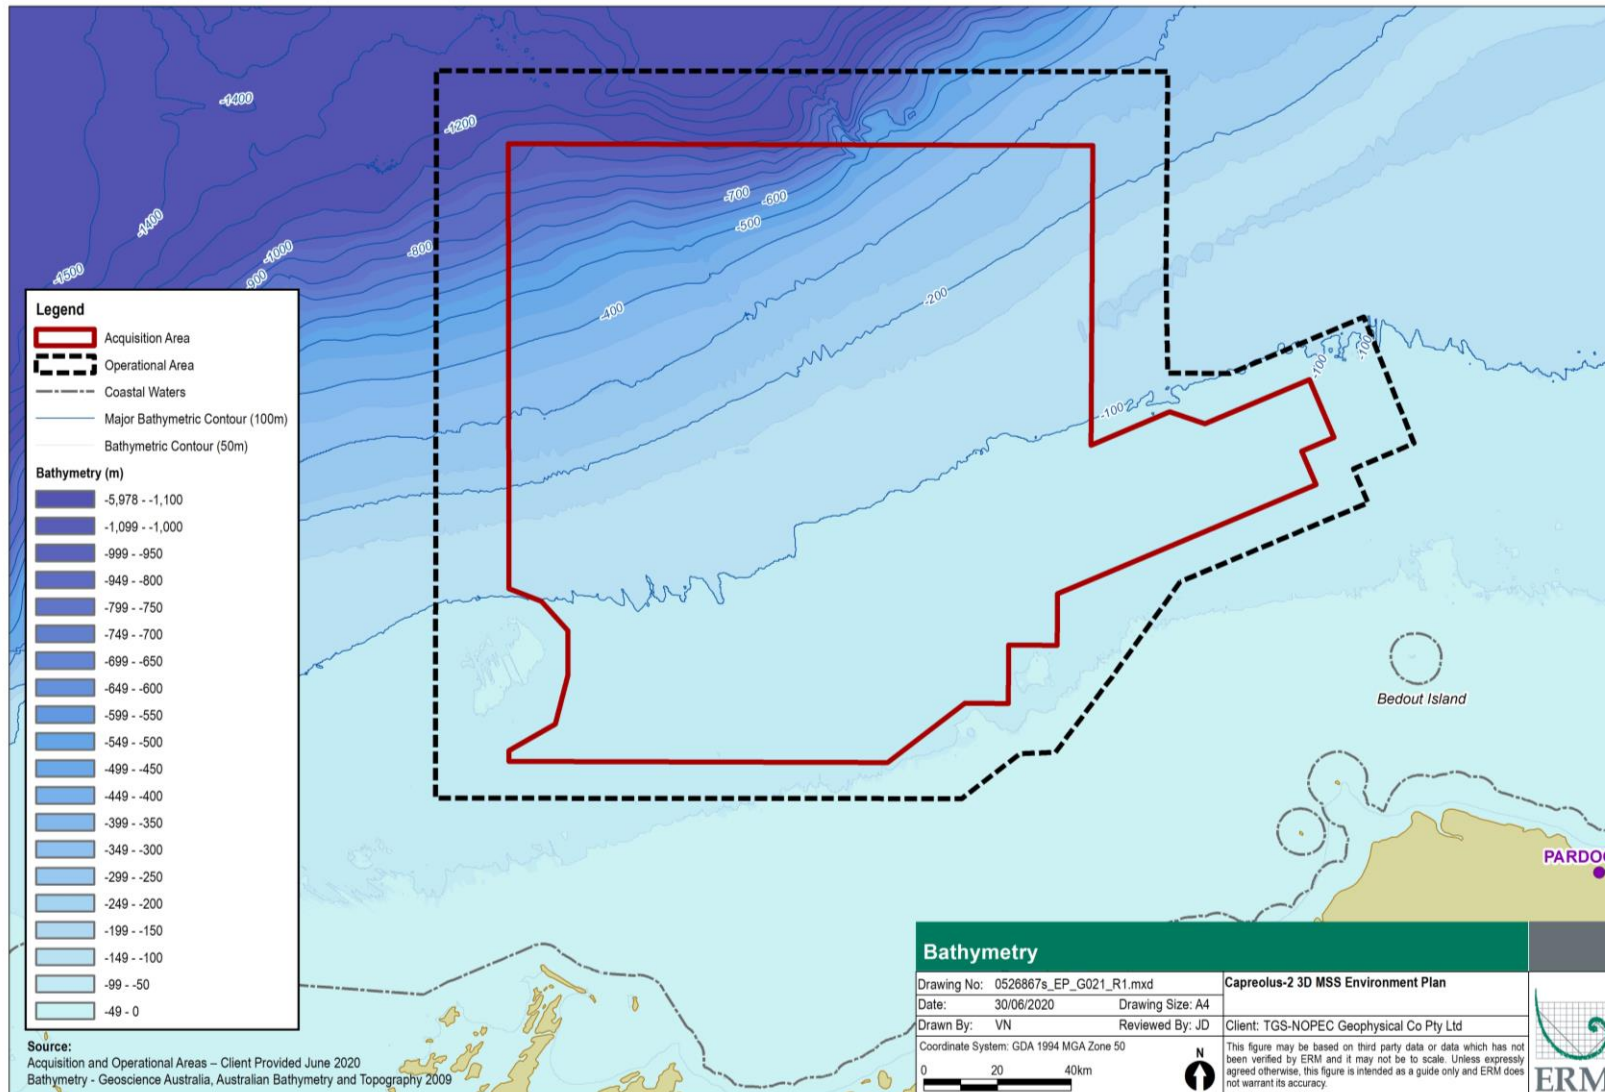 -1400
-1200
-1400
-1500
-1000
-900
-800
-700
-600
-500
-400
-200
-100
-100
-100
Legend
Acquisition Area
Operational Area
Coastal Waters
Major Bathymetric Contour (100m)
Bathymetric Contour (50m)
Bathymetry (m)
-5,978 - -1,100
-1,099 - -1,000
-999 - -950
-949 - -800
-799 - -750
-749 - -700
-699 - -650
-649 - -600
-599 - -550
-549 - -500
-499 - -450
-449 - -400
-399 - -350
-349 - -300
-299 - -250
-249 - -200
-199 - -150
-149 - -100
-99 - -50
-49 - 0
Bedout Island
PARDOO
Source:
Acquisition and Operational Areas – Client Provided June 2020
Bathymetry - Geoscience Australia, Australian Bathymetry and Topography 2009
Bathymetry
Drawing No: 0526867s_EP_G021_R1.mxd
Date: 30/06/2020 Drawing Size: A4
Drawn By: VN Reviewed By: JD
Coordinate System: GDA 1994 MGA Zone 50
0 20 40km
N
Capreolus-2 3D MSS Environment Plan
Client: TGS-NOPEC Geophysical Co Pty Ltd
This figure may be based on third party data or data which has not
been verified by ERM and it may not be to scale. Unless expressly
agreed otherwise, this figure is intended as a guide only and ERM does
not warrant its accuracy.
ERM